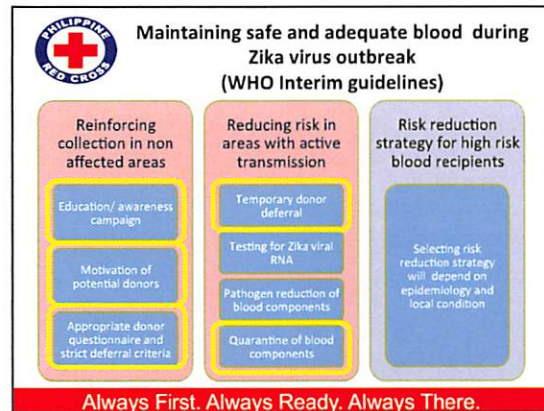 PHILIPPINE
RED CROSS
Maintaining safe and adequate blood during
Zika virus outbreak
(WHO Interim guidelines)
Reinforcing
collection in non
affected areas
Education/ awareness
campaign
Motivation of
potential donors
Appropriate donor
questionnaire and
strict deferral criteria
Reducing risk in
areas with active
transmission
Temporary donor
deferral
Testing for Zika viral
RNA
Pathogen reduction of
blood components
Quarantine of blood
components
Risk reduction
strategy for high risk
blood recipients
Selecting risk
reduction strategy
will depend on
epidemiology and
local condition
Always First. Always Ready. Always There.